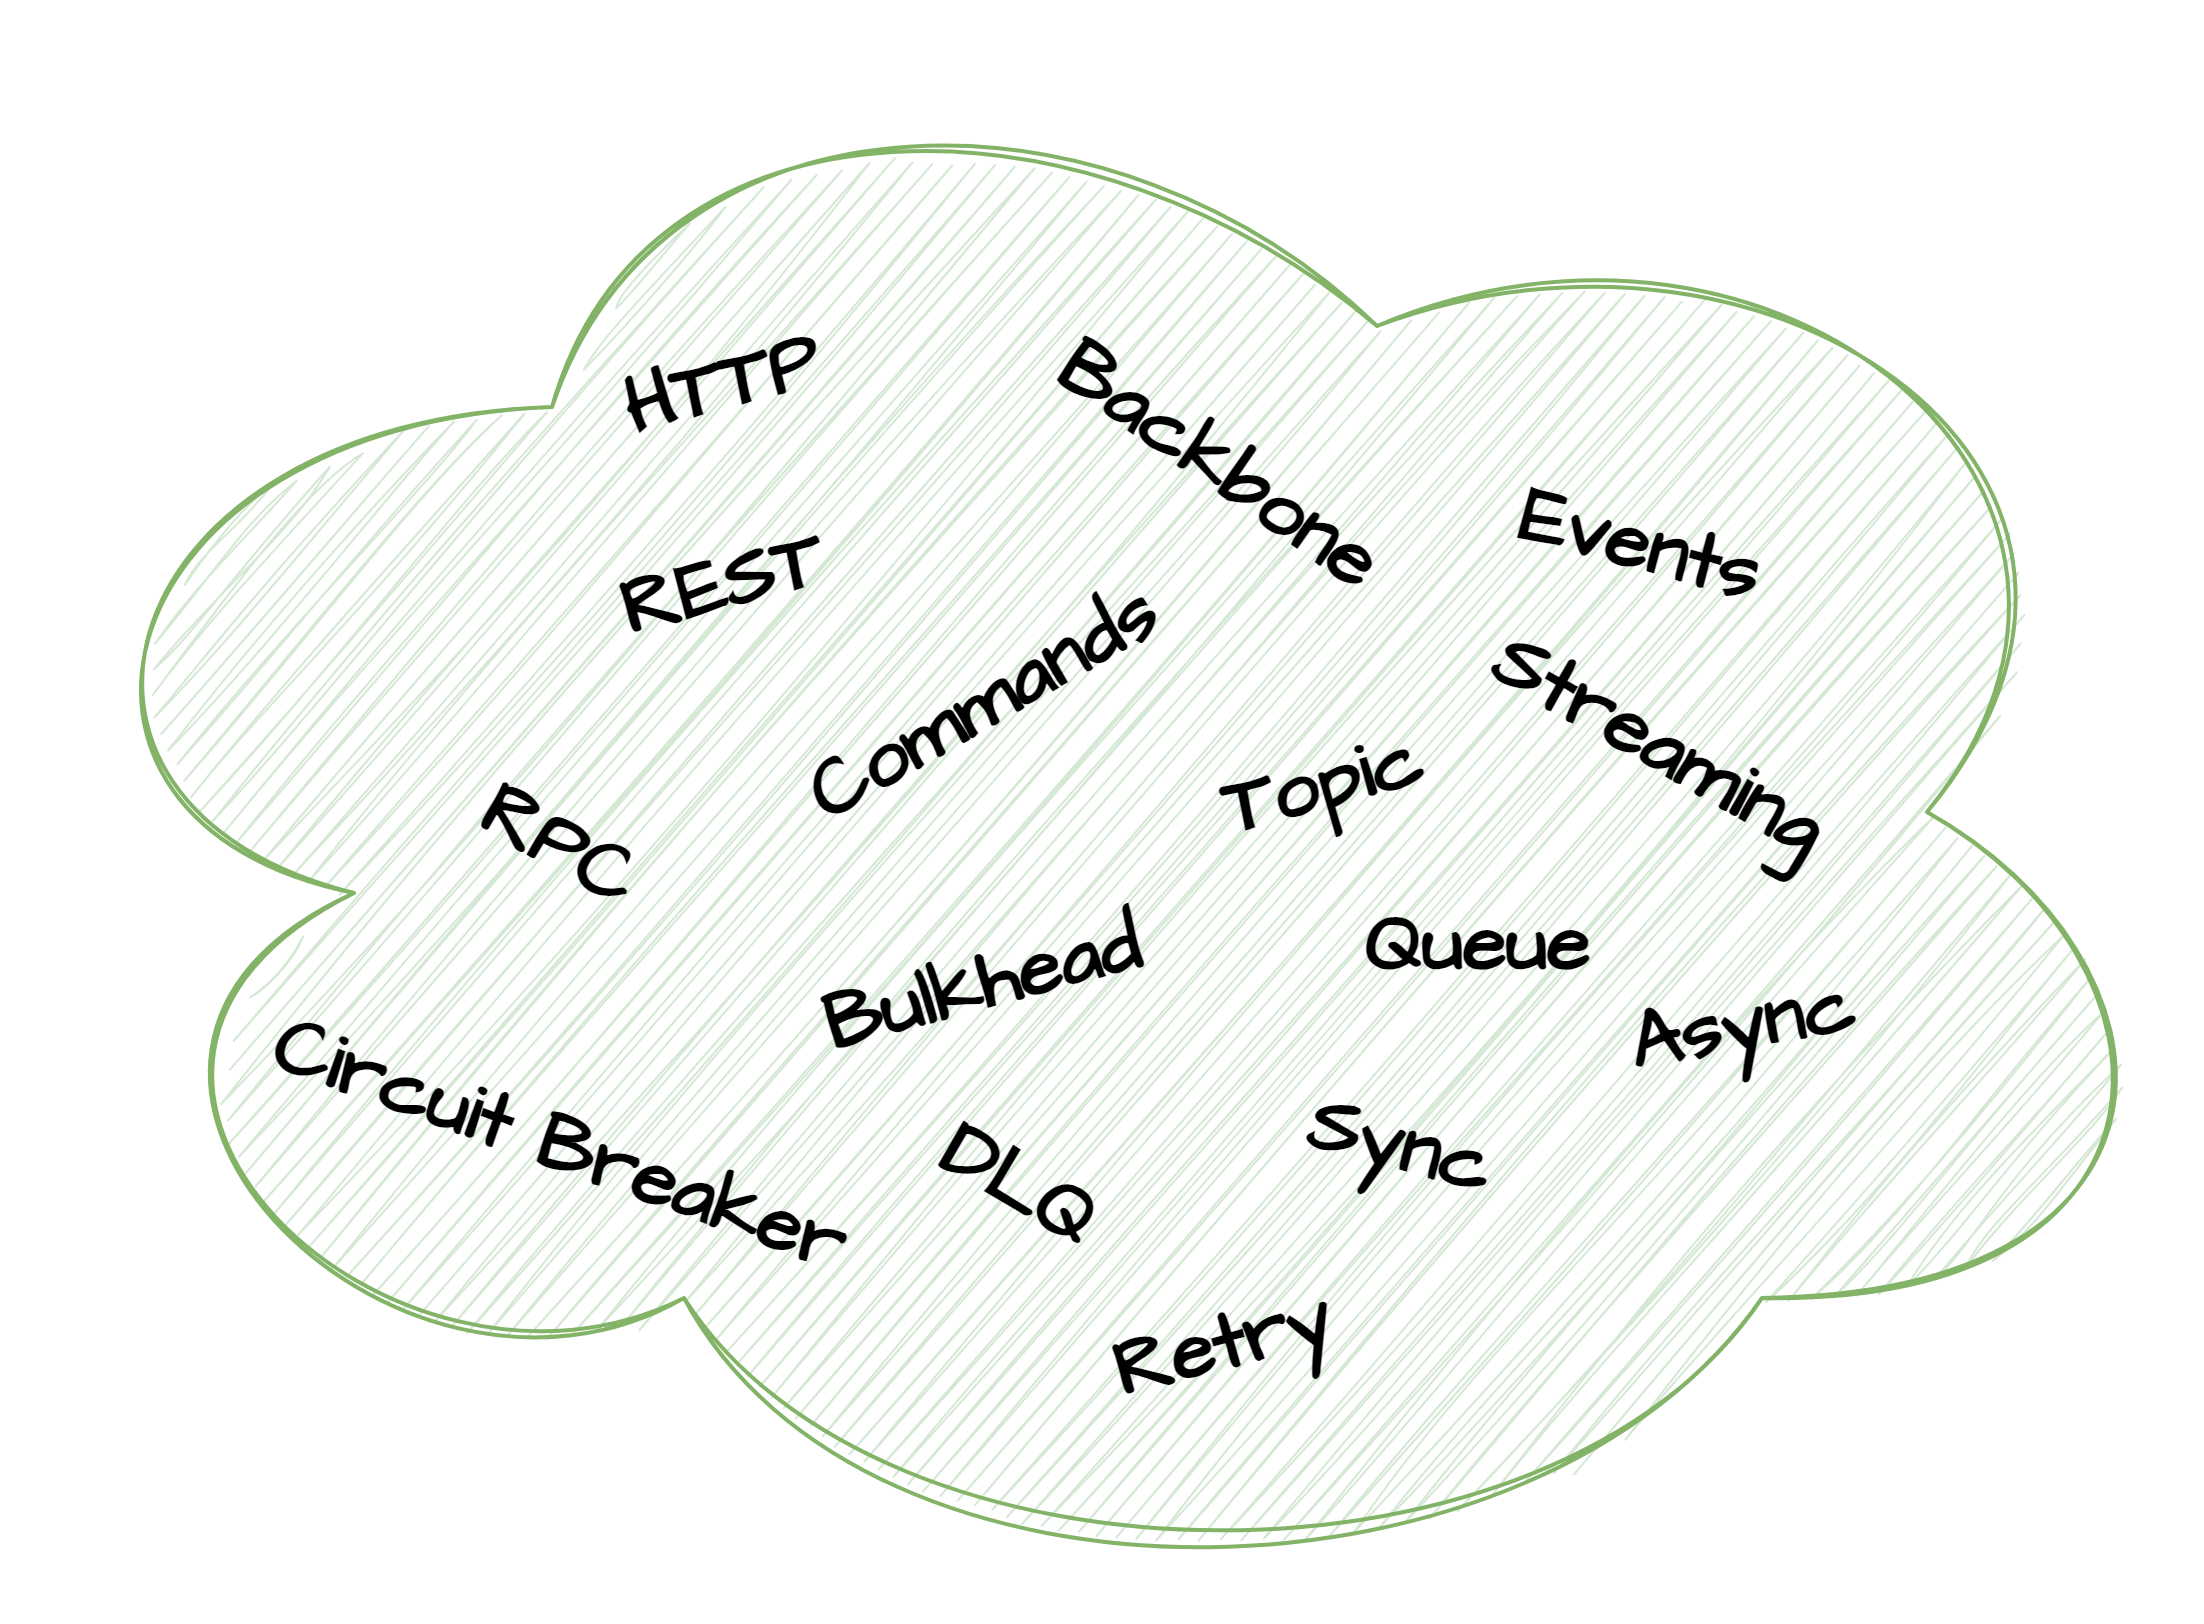 HTTP
Backbone
Events
REST
Commands
Streaming
Topic
RPC
Queue
Bulkhead
Async
Circuit Breaker
DLQ
Sync
Retry